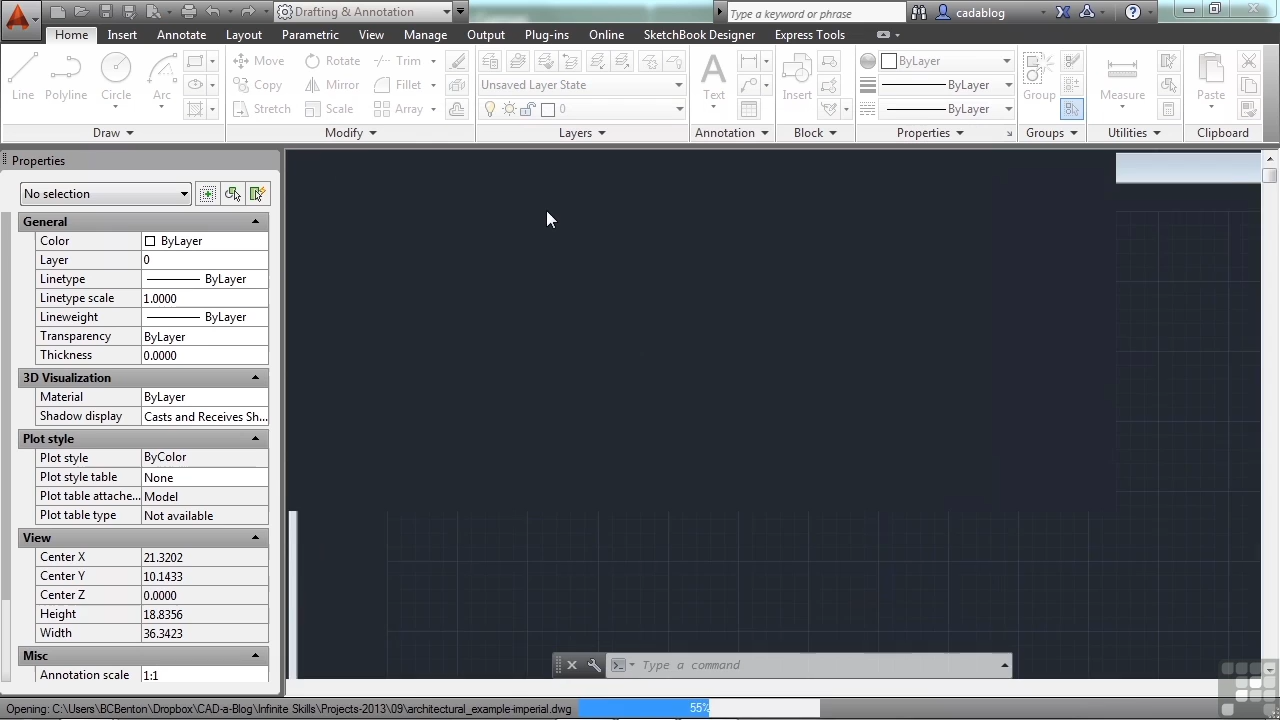 Drafting & Annotation
Type a keyword or phrase
cadablog
Home Insert Annotate Layout Parametric View Manage Output Plug-ins Online SketchBook Designer Express Tools
Line Polyline Circle Arc
Move Rotate Trim
Copy Mirror Fillet
Stretch Scale Array
Unsaved Layer State
0
Text
Insert
ByLayer
ByLayer
ByLayer
Group
Measure
Paste
Draw Modify Layers Annotation Block Properties Groups Utilities Clipboard
Properties
No selection
General
Color ByLayer
Layer 0
Linetype ByLayer
Linetype scale 1.0000
Lineweight ByLayer
Transparency ByLayer
Thickness 0.0000
3D Visualization
Material ByLayer
Shadow display Casts and Receives Sh...
Plot style
Plot style ByColor
Plot style table None
Plot table attache... Model
Plot table type Not available
View
Center X 21.3202
Center Y 10.1433
Center Z 0.0000
Height 18.8356
Width 36.3423
Misc
Annotation scale 1:1
Type a command
Opening: C:\Users\BCBenton\Dropbox\CAD-a-Blog\Infinite Skills\Projects-2013\09\architectural_example-imperial.dwg 55%